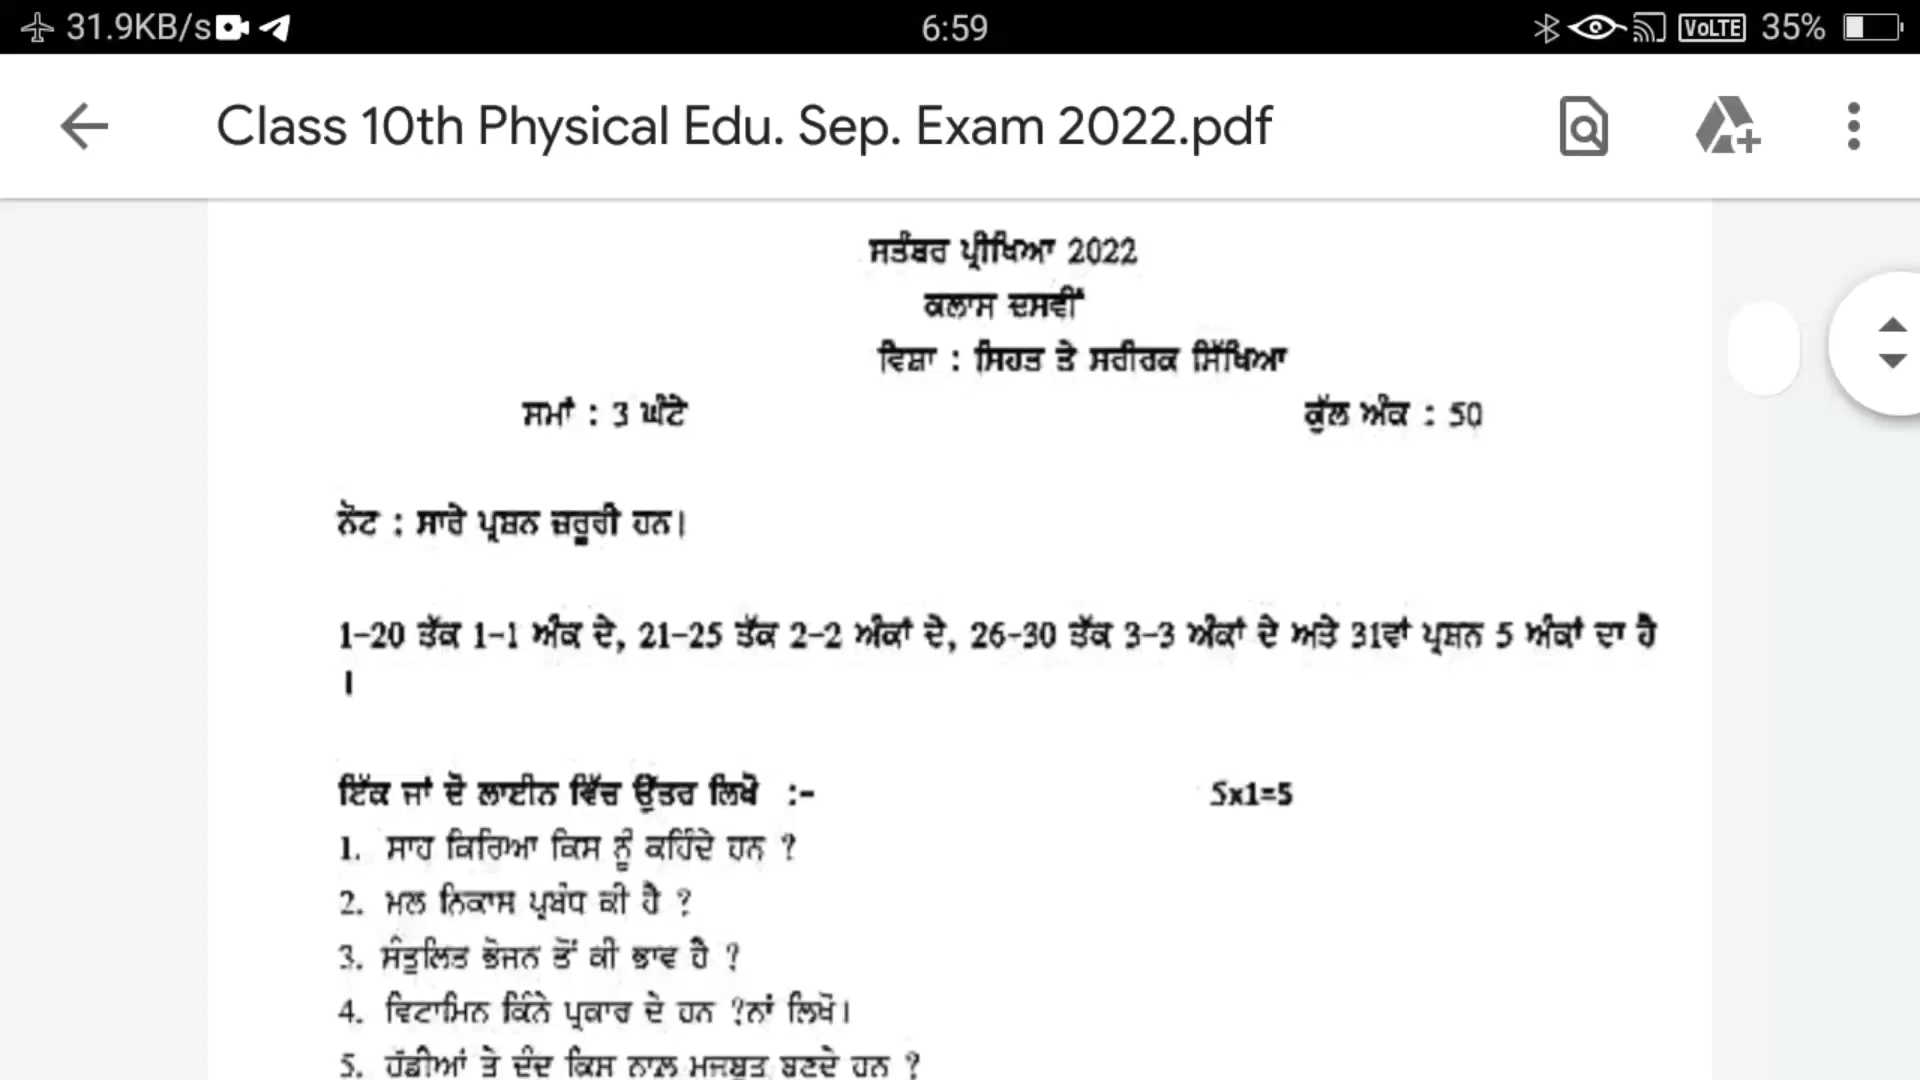 31.9KB/s 6:59 VoLTE 35%
Class 10th Physical Edu. Sep. Exam 2022.pdf
ਸਤੰਬਰ ਪ੍ਰੀਖਿਆ 2022
ਕਲਾਸ ਦਸਵੀਂ
ਵਿਸ਼ਾ : ਸਿਹਤ ਤੇ ਸਰੀਰਕ ਸਿੱਖਿਆ
ਸਮਾਂ : 3 ਘੰਟੇ ਕੁੱਲ ਅੰਕ : 50
ਨੋਟ : ਸਾਰੇ ਪ੍ਰਸ਼ਨ ਜ਼ਰੂਰੀ ਹਨ।
1-20 ਤੱਕ 1-1 ਅੰਕ ਦੇ, 21-25 ਤੱਕ 2-2 ਅੰਕਾਂ ਦੇ, 26-30 ਤੱਕ 3-3 ਅੰਕਾਂ ਦੇ ਅਤੇ 31ਵਾਂ ਪ੍ਰਸ਼ਨ 5 ਅੰਕਾਂ ਦਾ ਹੈ
।
ਇੱਕ ਜਾਂ ਦੋ ਲਾਈਨ ਵਿੱਚ ਉੱਤਰ ਲਿਖੋ :- 5x1=5
1. ਸਾਹ ਕਿਰਿਆ ਕਿਸ ਨੂੰ ਕਹਿੰਦੇ ਹਨ ?
2. ਮਲ ਨਿਕਾਸ ਪ੍ਰਬੰਧ ਕੀ ਹੈ ?
3. ਸੰਤੁਲਿਤ ਭੋਜਨ ਤੋਂ ਕੀ ਭਾਵ ਹੈ ?
4. ਵਿਟਾਮਿਨ ਕਿੰਨੇ ਪ੍ਰਕਾਰ ਦੇ ਹਨ ?ਨਾਂ ਲਿਖੋ।
5. ਹੱਡੀਆਂ ਤੇ ਦੰਦ ਕਿਸ ਨਾਲ਼ ਮਜਬੂਤ ਬਣਦੇ ਹਨ ?